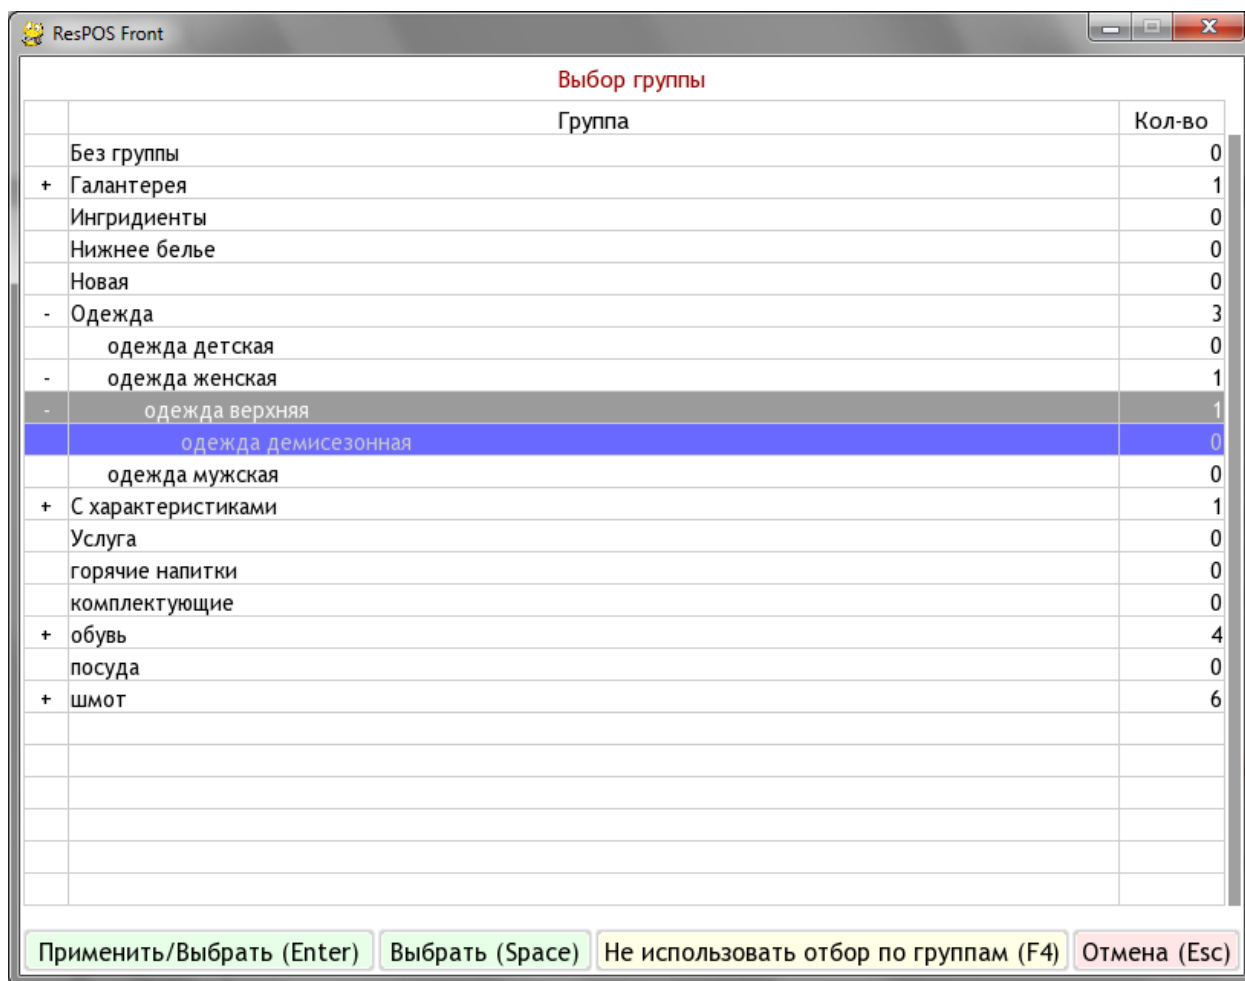 ResPOS Front
Выбор группы
Группа Кол-во
Без группы 0
+ Галантерея 1
Ингридиенты 0
Нижнее белье 0
Новая 0
- Одежда 3
одежда детская 0
- одежда женская 1
- одежда верхняя 1
одежда демисезонная 0
одежда мужская 0
+ С характеристиками 1
Услуга 0
горячие напитки 0
комплектующие 0
+ обувь 4
посуда 0
+ шмот 6
Применить/Выбрать (Enter) Выбрать (Space) Не использовать отбор по группам (F4) Отмена (Esc)